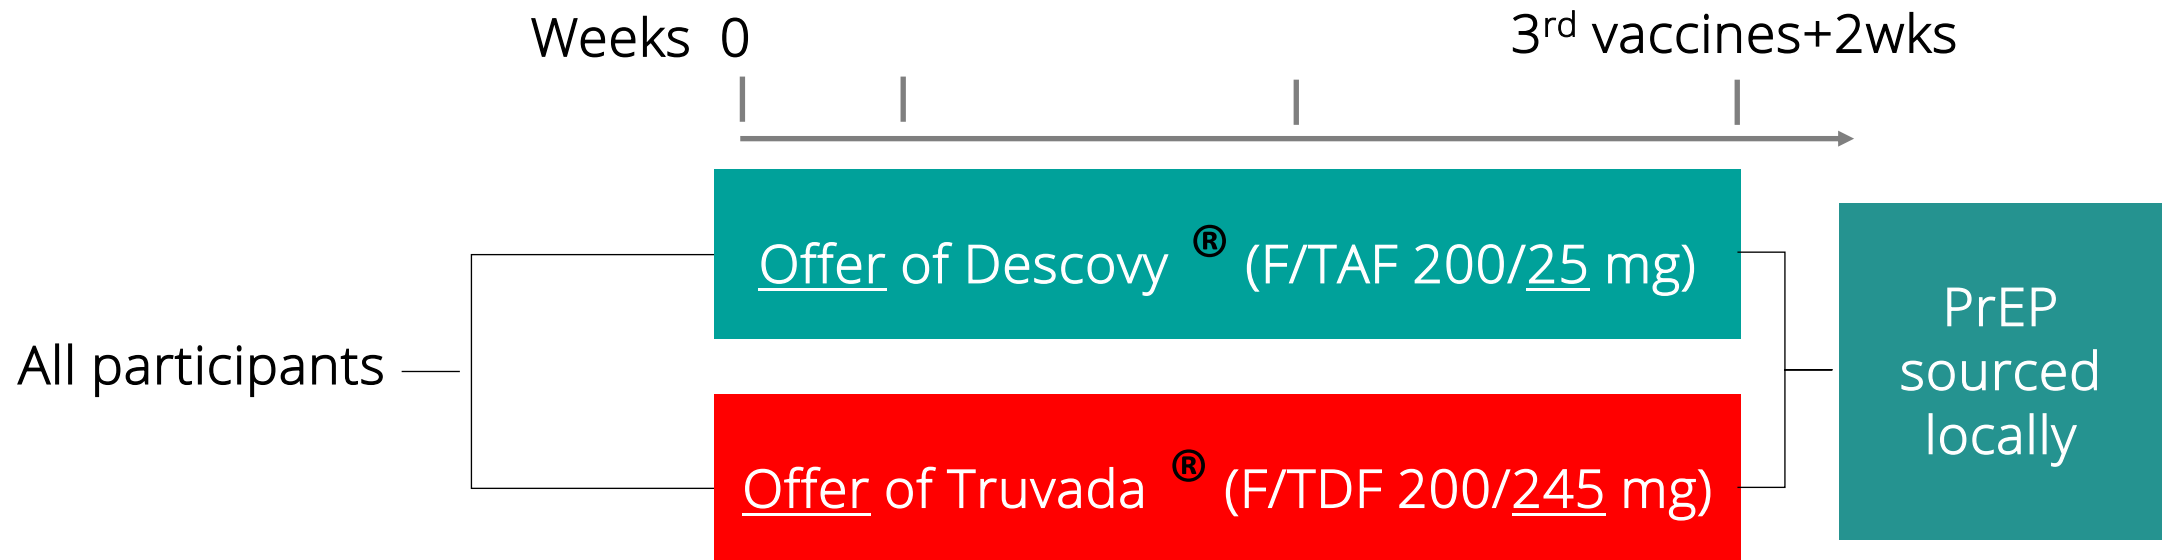 Weeks 0
3rd vaccines+2wks
Offer of Descovy ® (F/TAF 200/25 mg)
All participants
Offer of Truvada ® (F/TDF 200/245 mg)
PrEP
sourced
locally